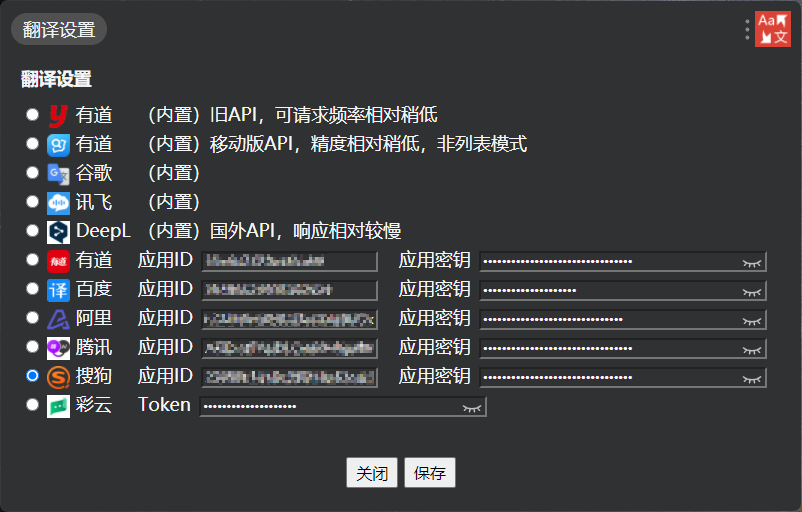 翻译设置
Aa 文
翻译设置
有道 （内置）旧API，可请求频率相对稍低
有道 （内置）移动版API，精度相对稍低，非列表模式
谷歌 （内置）
讯飞 （内置）
DeepL （内置）国外API，响应相对较慢
有道 有道 应用ID 应用密钥
译 百度 应用ID 应用密钥
阿里 应用ID 应用密钥
腾讯 应用ID 应用密钥
搜狗 应用ID 应用密钥
彩云 Token
关闭 保存